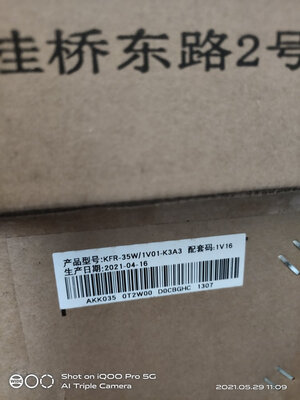 佳桥东路2号
产品型号:KFR-35W/1V01-K3A3 配套码:1V16
生产日期:2021-04-16
AKK035 0T2W00 D0CBGHC 1307
Shot on iQOO Pro 5G
AI Triple Camera
2021.05.29 11:09